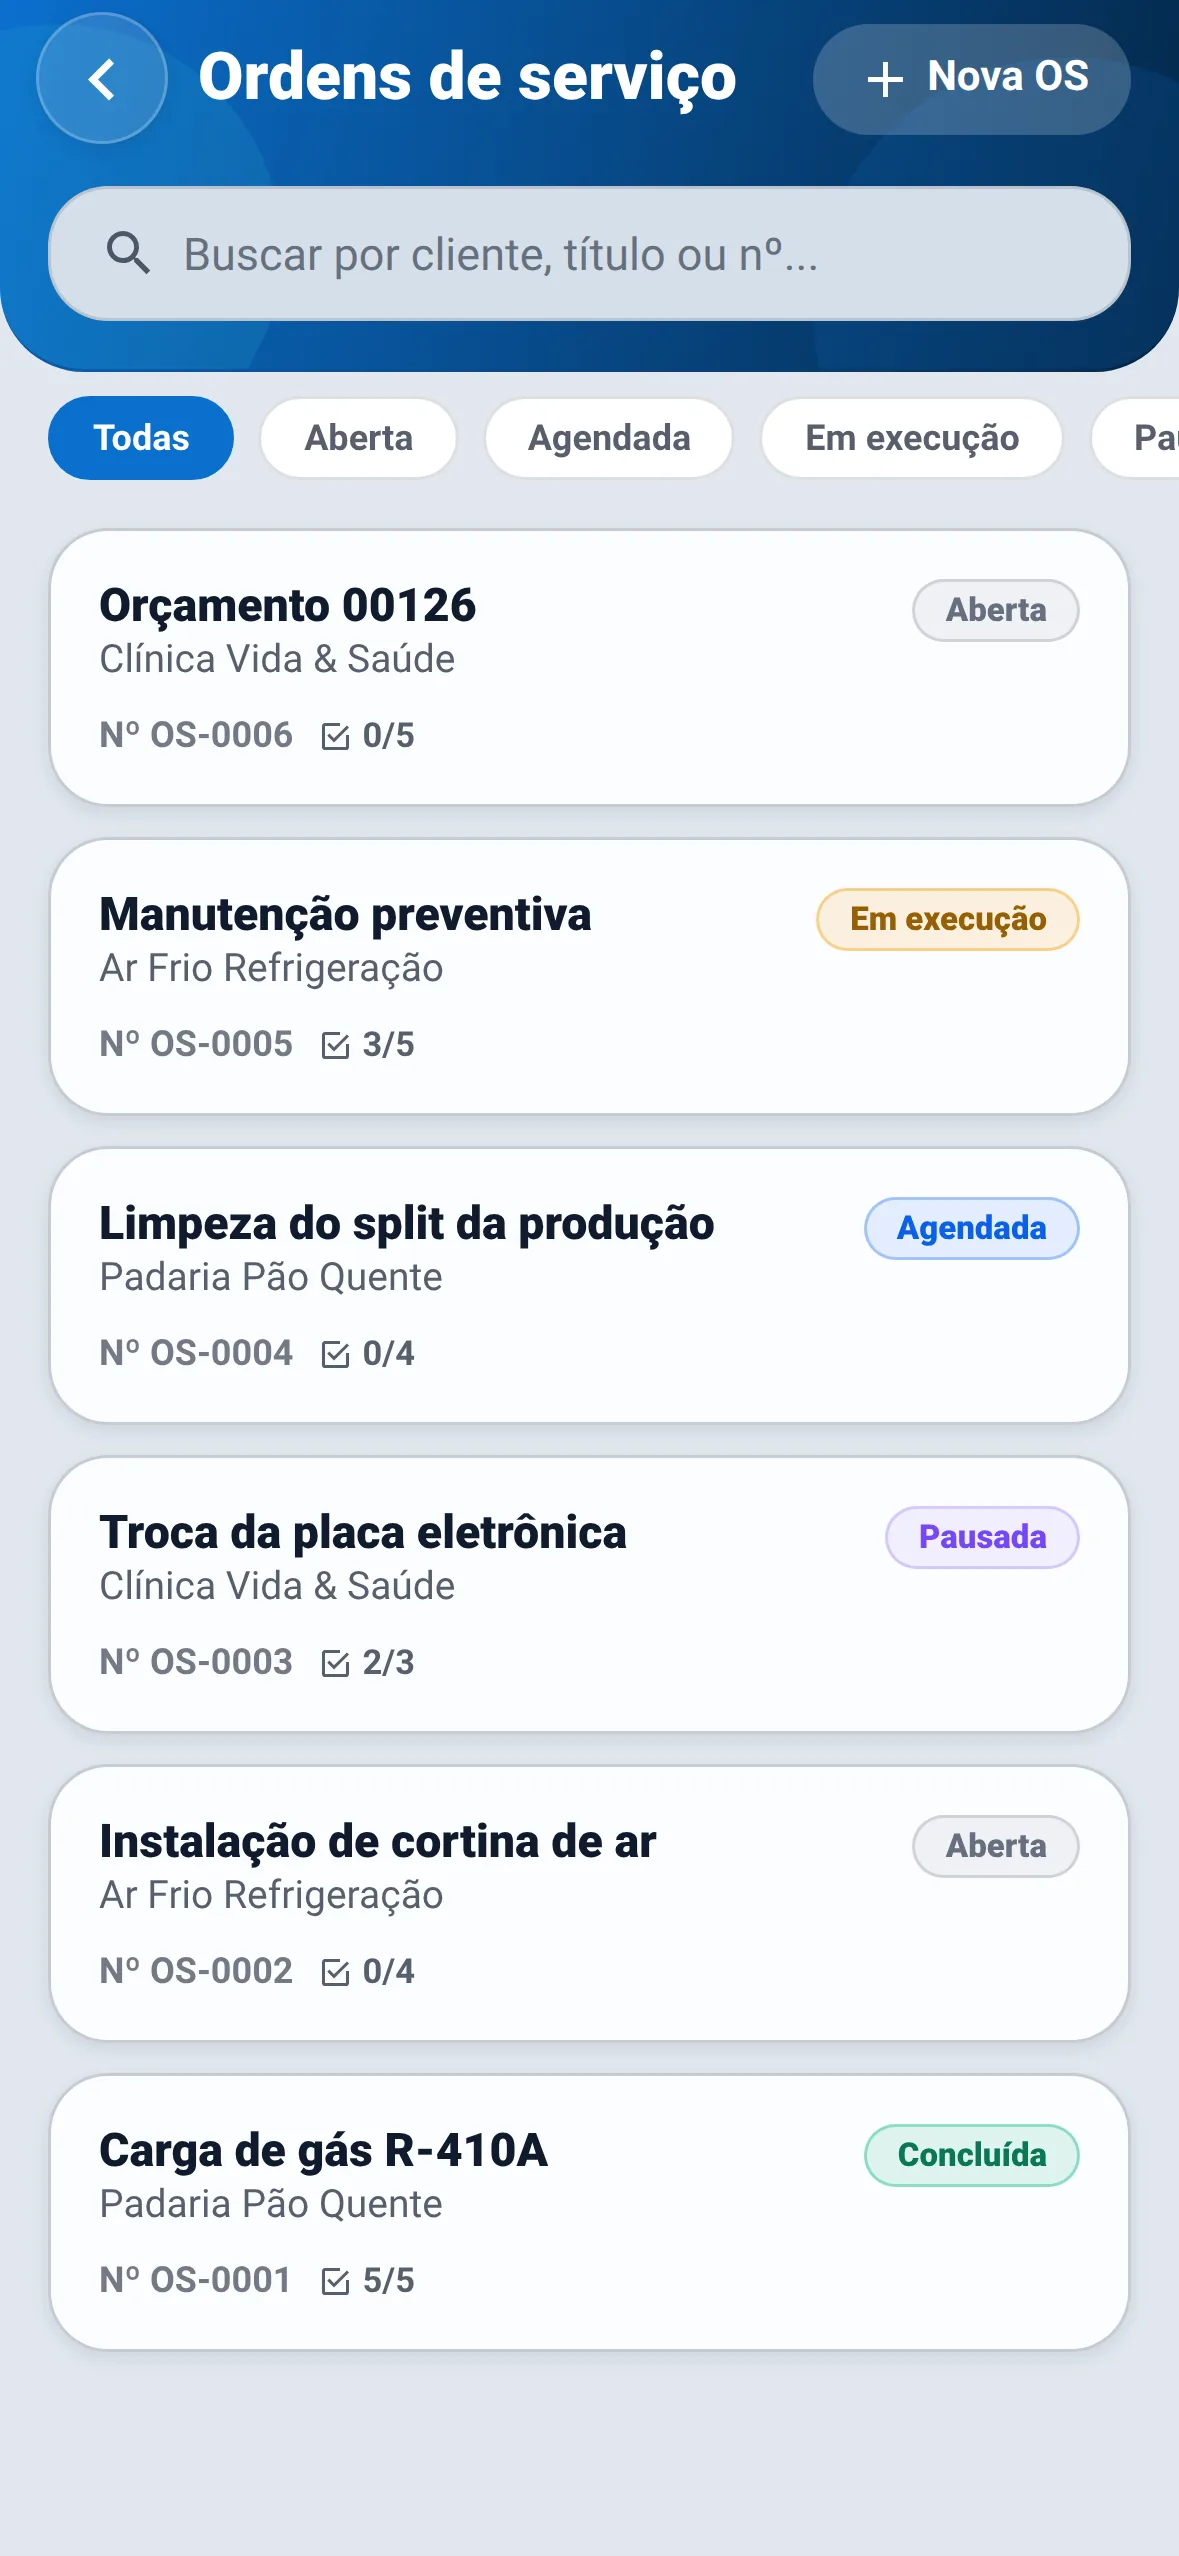 Ordens de serviço
+ Nova OS
Buscar por cliente, título ou nº...
Todas
Aberta
Agendada
Em execução
Pau
Orçamento 00126
Aberta
Clínica Vida & Saúde
Nº OS-0006 0/5
Manutenção preventiva
Em execução
Ar Frio Refrigeração
Nº OS-0005 3/5
Limpeza do split da produção
Agendada
Padaria Pão Quente
Nº OS-0004 0/4
Troca da placa eletrônica
Pausada
Clínica Vida & Saúde
Nº OS-0003 2/3
Instalação de cortina de ar
Aberta
Ar Frio Refrigeração
Nº OS-0002 0/4
Carga de gás R-410A
Concluída
Padaria Pão Quente
Nº OS-0001 5/5